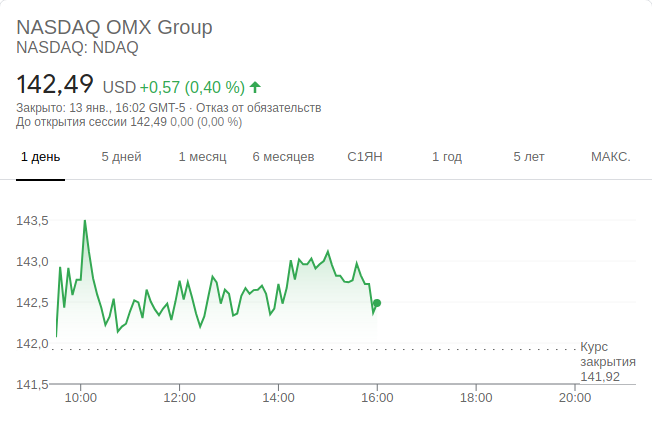 NASDAQ OMX Group
NASDAQ: NDAQ
142,49 USD +0,57 (0,40 %)
Закрыто: 13 янв., 16:02 GMT-5 · Отказ от обязательств
До открытия сессии 142,49 0,00 (0,00 %)
1 день 5 дней 1 месяц 6 месяцев С1ЯН 1 год 5 лет МАКС.
143,5
143,0
142,5
142,0
Курс
закрытия
141,92
141,5
10:00 12:00 14:00 16:00 18:00 20:00